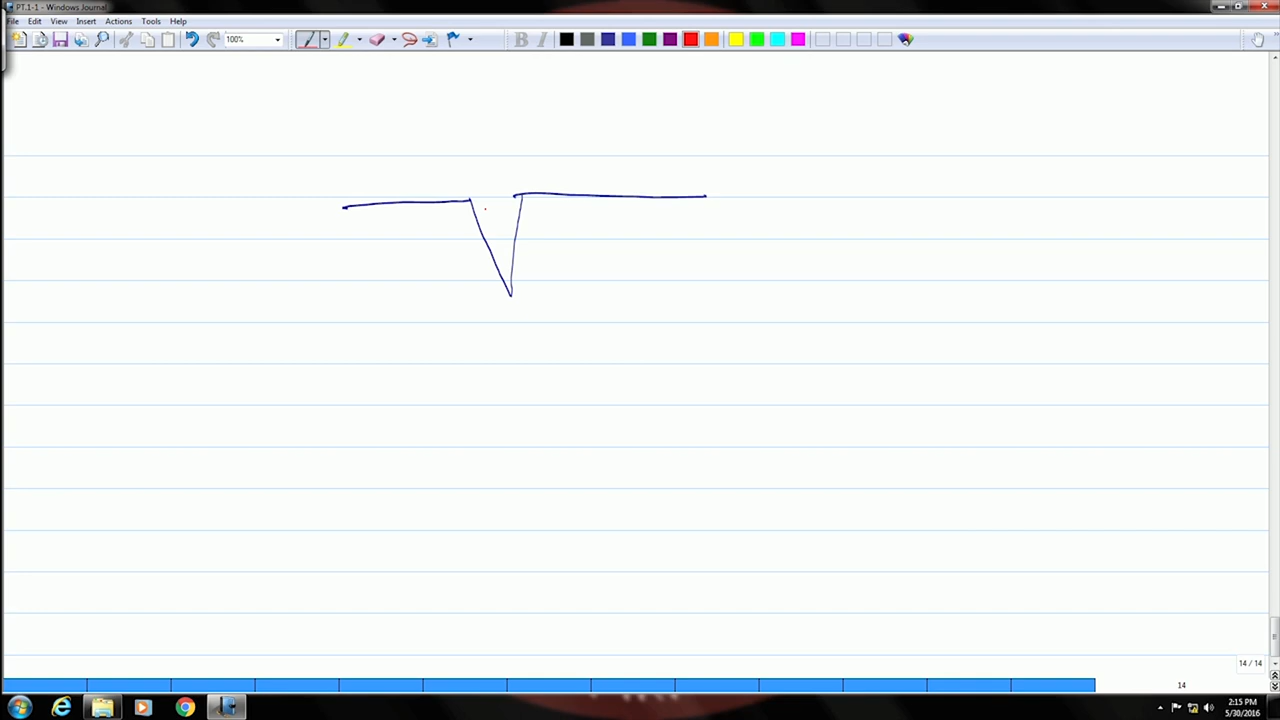 PT.1-1 - Windows Journal
File Edit View Insert Actions Tools Help
100% B I
14 / 14
14
2:15 PM
5/30/2016